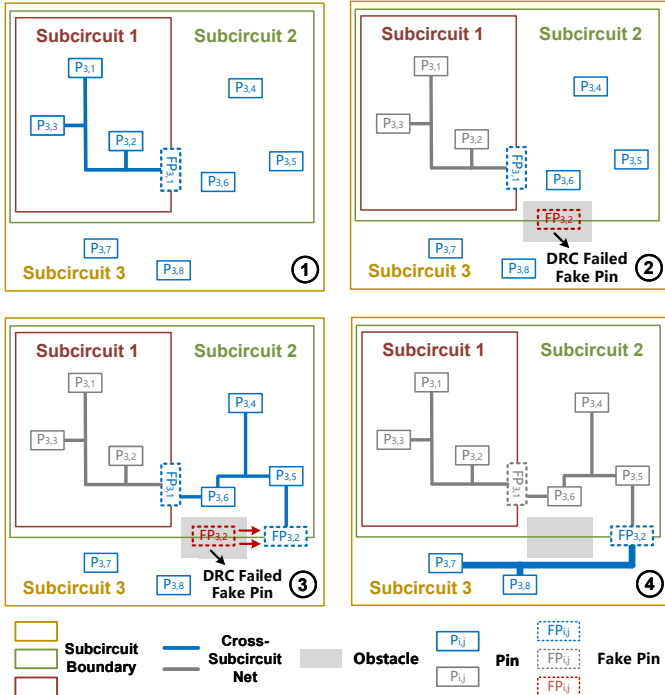 Subcircuit 1
Subcircuit 2
P3,1
P3,4
P3,3
P3,2
FP3,1
P3,5
P3,6
P3,7
Subcircuit 3
P3,8
1
Subcircuit 1
Subcircuit 2
P3,1
P3,4
P3,3
P3,2
FP3,1
P3,5
P3,6
FP3,2
P3,7
DRC Failed
Fake Pin
Subcircuit 3
P3,8
2
Subcircuit 1
Subcircuit 2
P3,1
P3,4
P3,3
P3,2
FP3,1
P3,5
P3,6
FP3,2
FP3,2
P3,7
DRC Failed
Fake Pin
Subcircuit 3
P3,8
3
Subcircuit 1
Subcircuit 2
P3,1
P3,4
P3,3
P3,2
FP3,1
P3,5
P3,6
FP3,2
P3,7
Subcircuit 3
P3,8
4
Subcircuit
Boundary
Cross-
Subcircuit
Net
Obstacle
Pi,j
Pi,j
Pin
FPi,j
FPi,j
FPi,j
Fake Pin